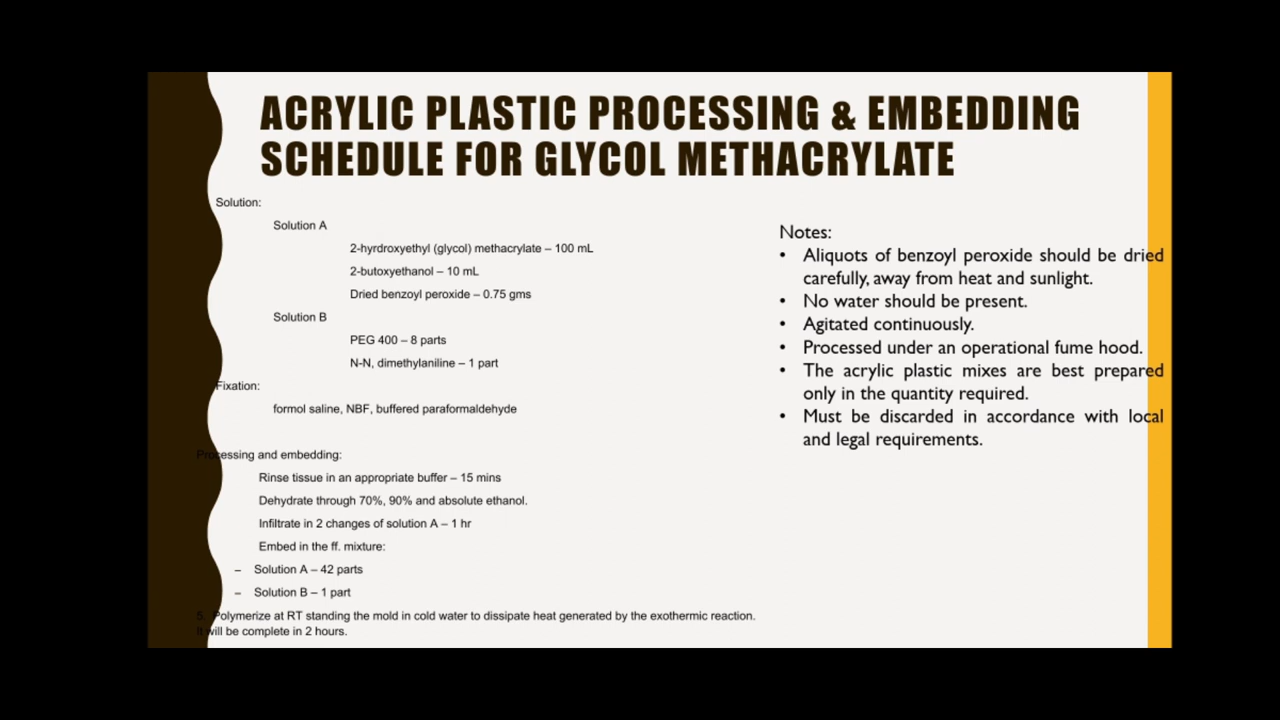 ACRYLIC PLASTIC PROCESSING & EMBEDDING
SCHEDULE FOR GLYCOL METHACRYLATE
Solution:
Solution A
2-hyrdroxyethyl (glycol) methacrylate – 100 mL
2-butoxyethanol – 10 mL
Dried benzoyl peroxide – 0.75 gms
Solution B
PEG 400 – 8 parts
N-N, dimethylaniline – 1 part
Fixation:
formol saline, NBF, buffered paraformaldehyde
Processing and embedding:
Rinse tissue in an appropriate buffer – 15 mins
Dehydrate through 70%, 90% and absolute ethanol.
Infiltrate in 2 changes of solution A – 1 hr
Embed in the ff. mixture:
– Solution A – 42 parts
– Solution B – 1 part
5. Polymerize at RT standing the mold in cold water to dissipate heat generated by the exothermic reaction.
It will be complete in 2 hours.
Notes:
• Aliquots of benzoyl peroxide should be dried
carefully, away from heat and sunlight.
• No water should be present.
• Agitated continuously.
• Processed under an operational fume hood.
• The acrylic plastic mixes are best prepared
only in the quantity required.
• Must be discarded in accordance with local
and legal requirements.